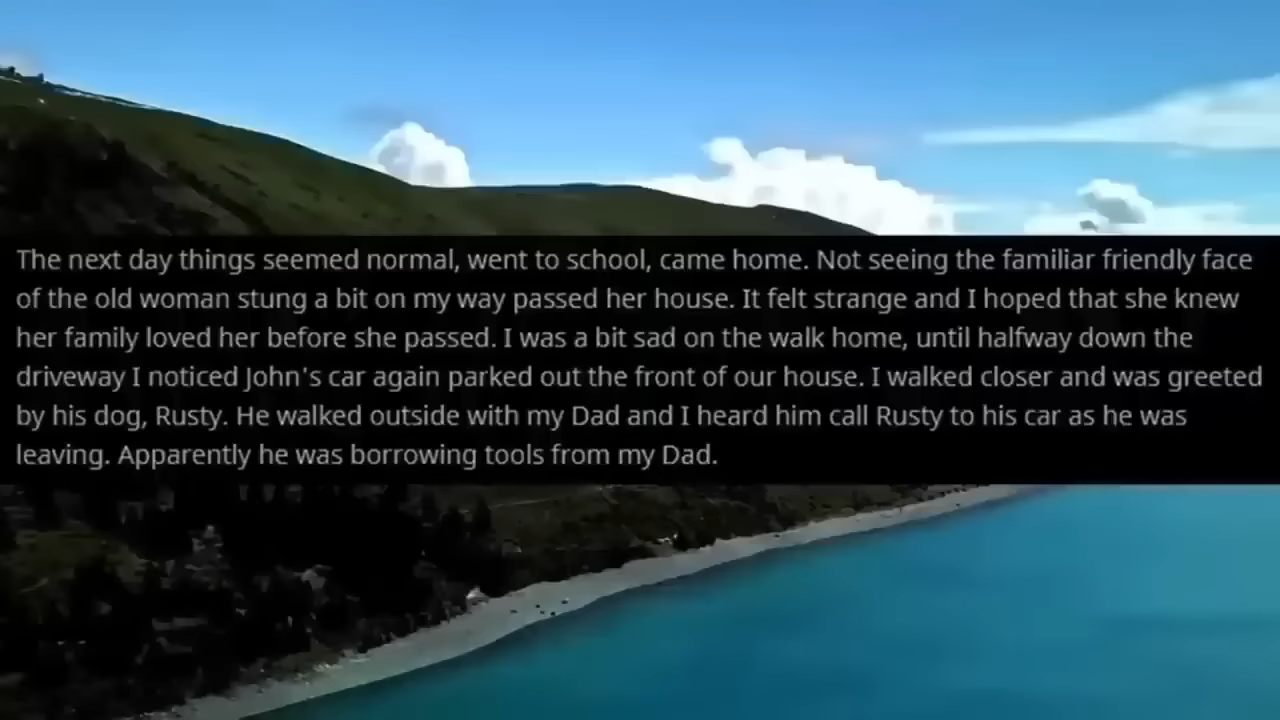 The next day things seemed normal, went to school, came home. Not seeing the familiar friendly face
of the old woman stung a bit on my way passed her house. It felt strange and I hoped that she knew
her family loved her before she passed. I was a bit sad on the walk home, until halfway down the
driveway I noticed John's car again parked out the front of our house. I walked closer and was greeted
by his dog, Rusty. He walked outside with my Dad and I heard him call Rusty to his car as he was
leaving. Apparently he was borrowing tools from my Dad.